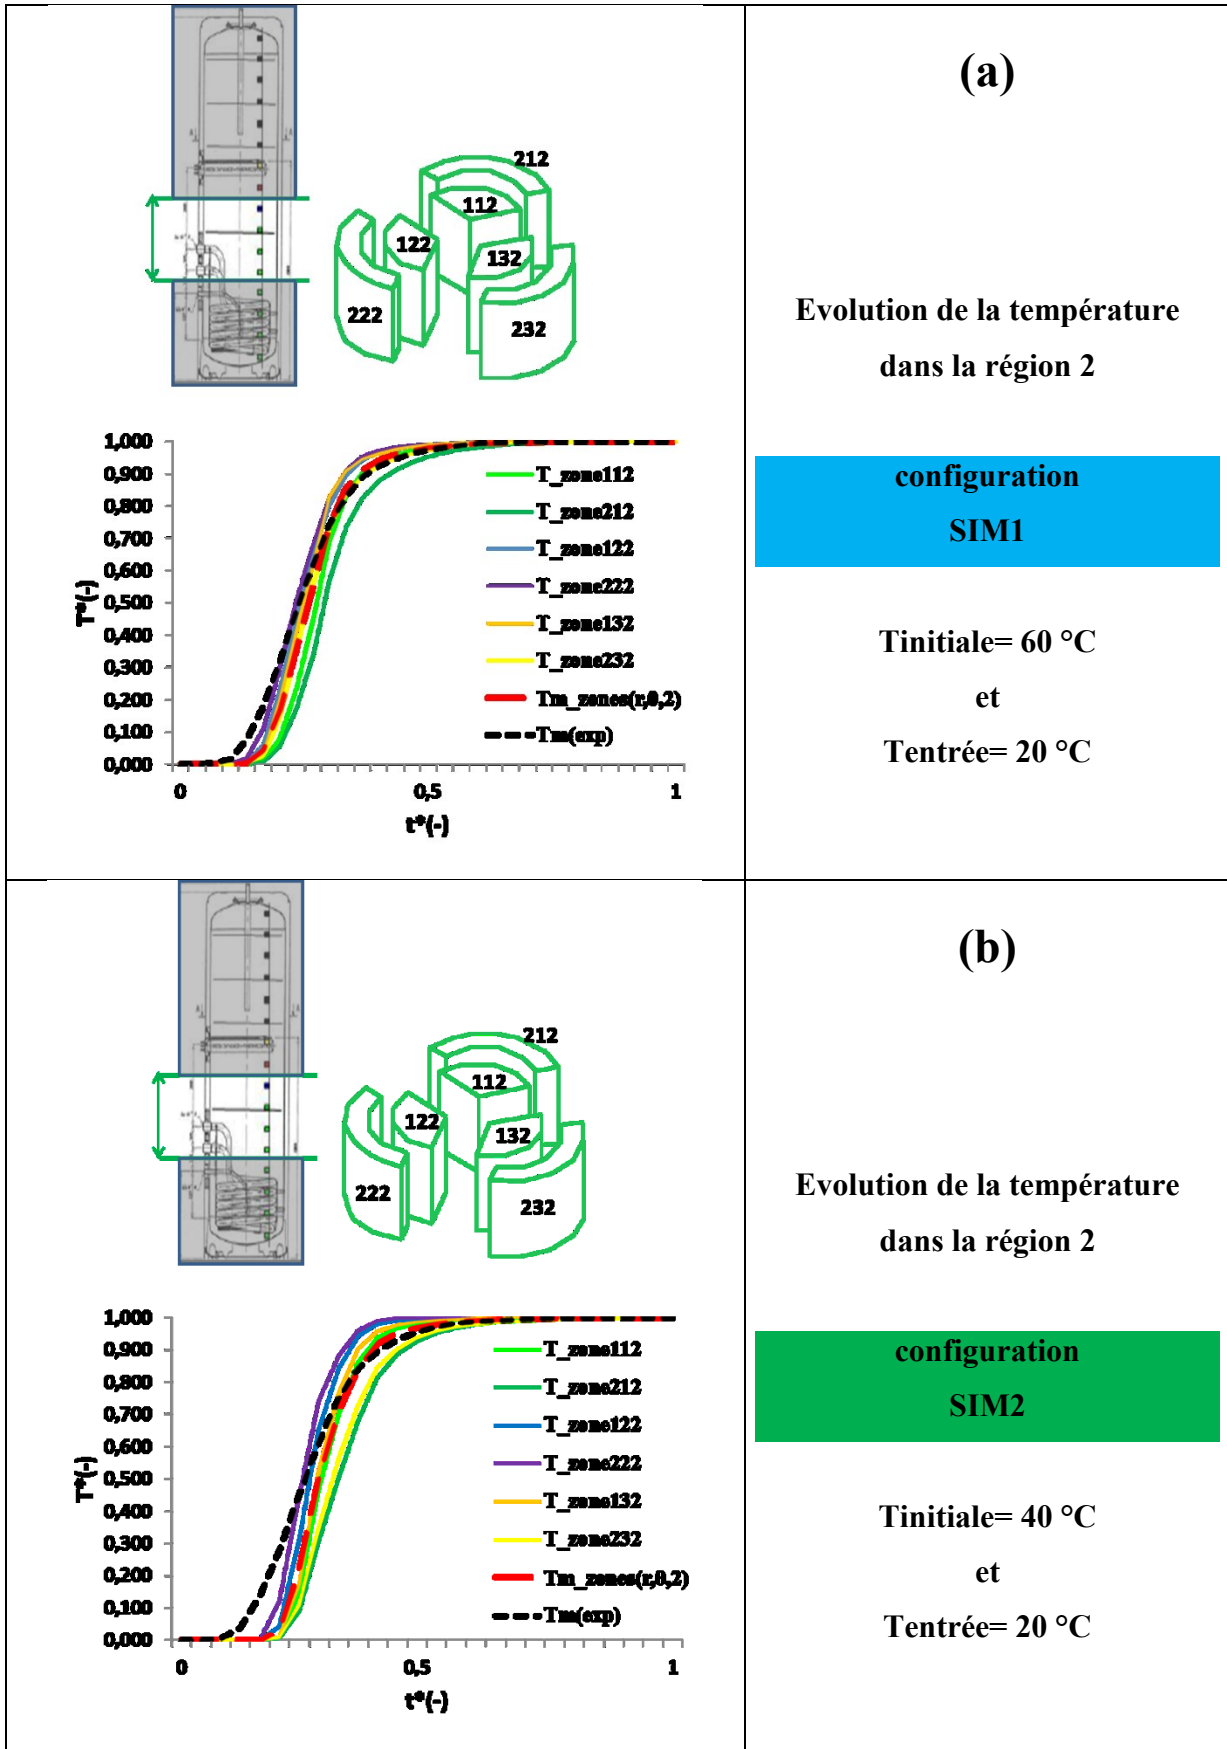 (a)
212
112
122
132
222
232
Evolution de la température
dans la région 2
configuration
SIM1
Tinitiale= 60 °C
et
Tentrée= 20 °C
1,000
0,900
0,800
0,700
0,600
0,500
0,400
0,300
0,200
0,100
0,000
T*(-)
0
0,5
1
t*(-)
T_zone112
T_zone212
T_zone122
T_zone222
T_zone132
T_zone232
Tm_zones(r,θ,2)
Tm(exp)
(b)
212
112
122
132
222
232
Evolution de la température
dans la région 2
configuration
SIM2
Tinitiale= 40 °C
et
Tentrée= 20 °C
1,000
0,900
0,800
0,700
0,600
0,500
0,400
0,300
0,200
0,100
0,000
T*(-)
0
0,5
1
t*(-)
T_zone112
T_zone212
T_zone122
T_zone222
T_zone132
T_zone232
Tm_zones(r,θ,2)
Tm(exp)